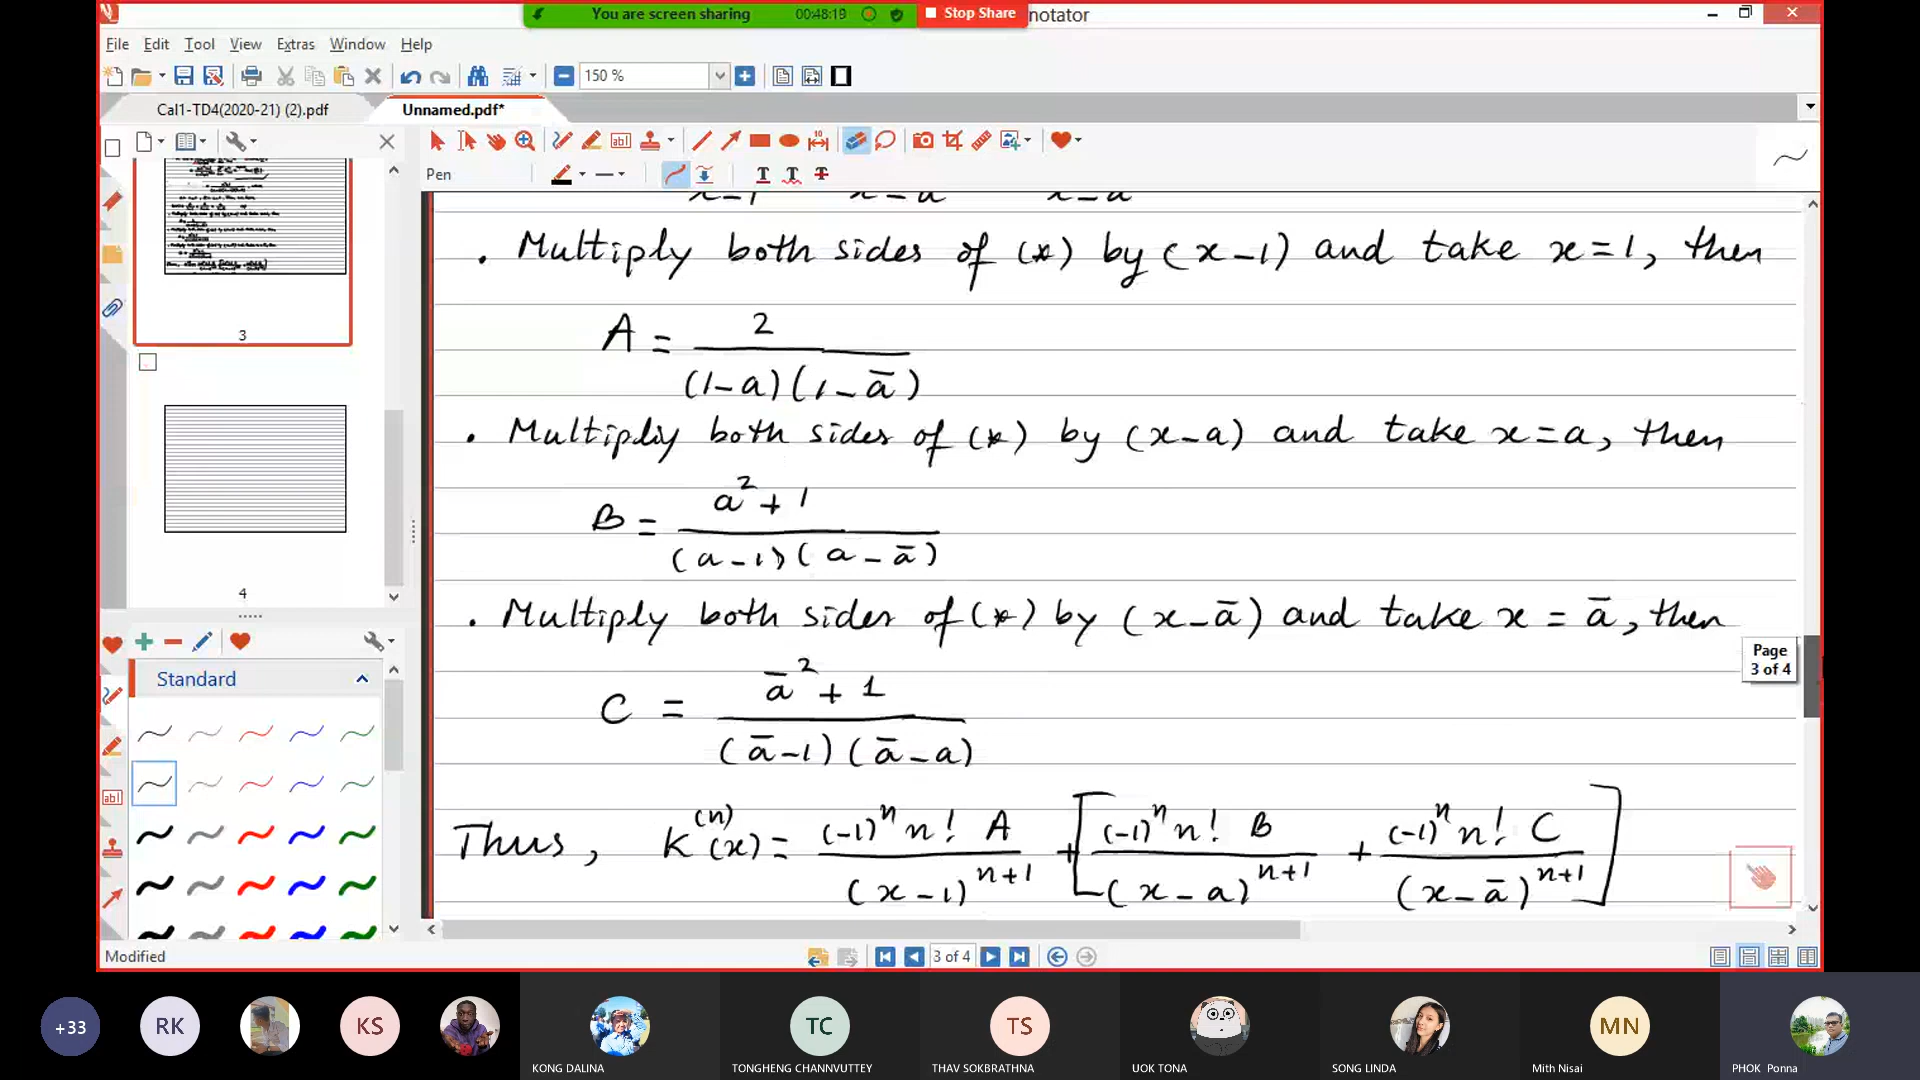 You are screen sharing 00:48:19 Stop Share notator
File Edit Tool View Extras Window Help
150 %
Cal1-TD4(2020-21) (2).pdf Unnamed.pdf*
Pen
x-1 x-a x-a
. Multiply both sides of (*) by (x-1) and take x=1, then
A = 2 / (1-a)(1-ā)
. Multiply both sides of (*) by (x-a) and take x=a, then
B = a² + 1 / (a-1)(a-ā)
. Multiply both sides of (*) by (x-ā) and take x = ā, then
C = ā² + 1 / (ā-1)(ā-a)
Thus, K^(n)(x) = (-1)^n n! A / (x-1)^(n+1) + [ (-1)^n n! B / (x-a)^(n+1) + (-1)^n n! C / (x-ā)^(n+1) ]
3
4
Standard
Page
3 of 4
Modified
3 of 4
+33 RK KS TC TS MN
KONG DALINA TONGHENG CHANNVUTTEY THAV SOKBRATHNA UOK TONA SONG LINDA Mith Nisai PHOK Ponna